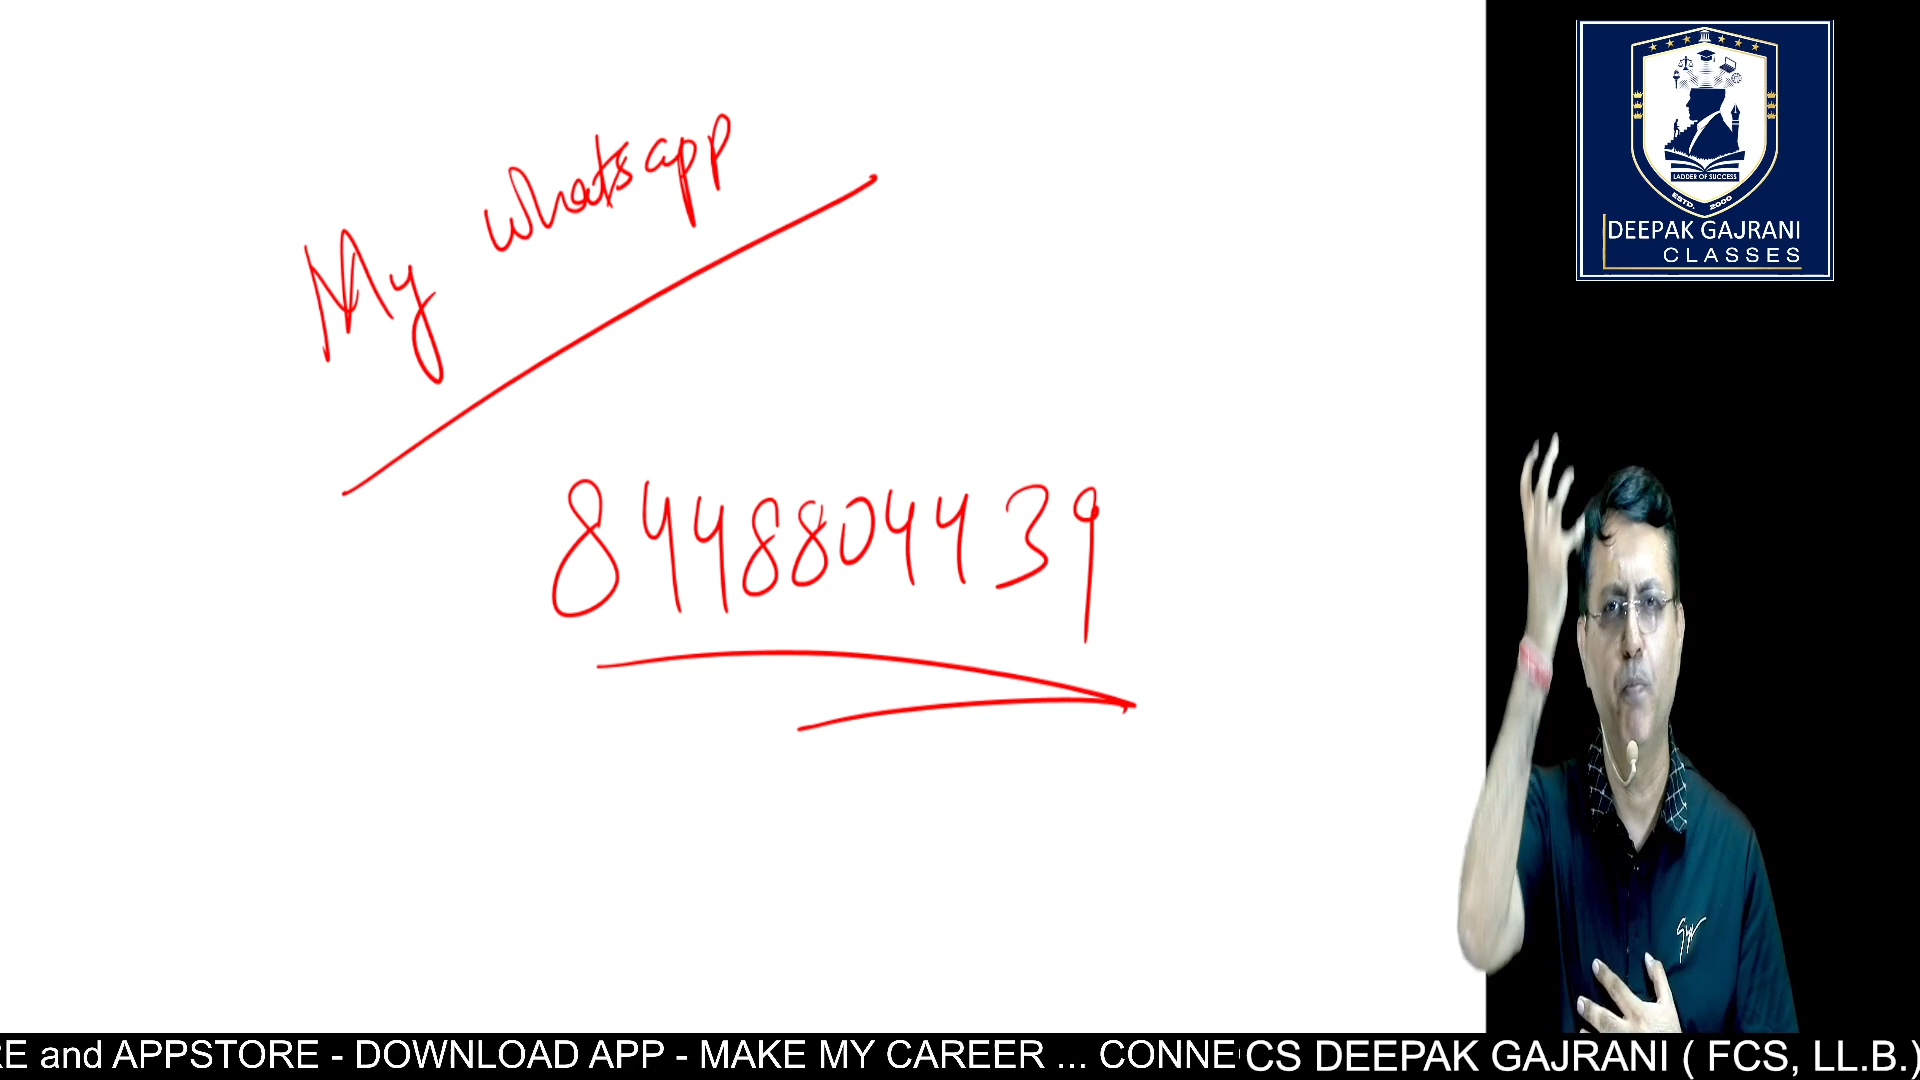 My whatsapp
8448804439
LADDER OF SUCCESS
ESTD. 2000
DEEPAK GAJRANI
CLASSES
RE and APPSTORE - DOWNLOAD APP - MAKE MY CAREER ... CONNE
CS DEEPAK GAJRANI ( FCS, LL.B.)